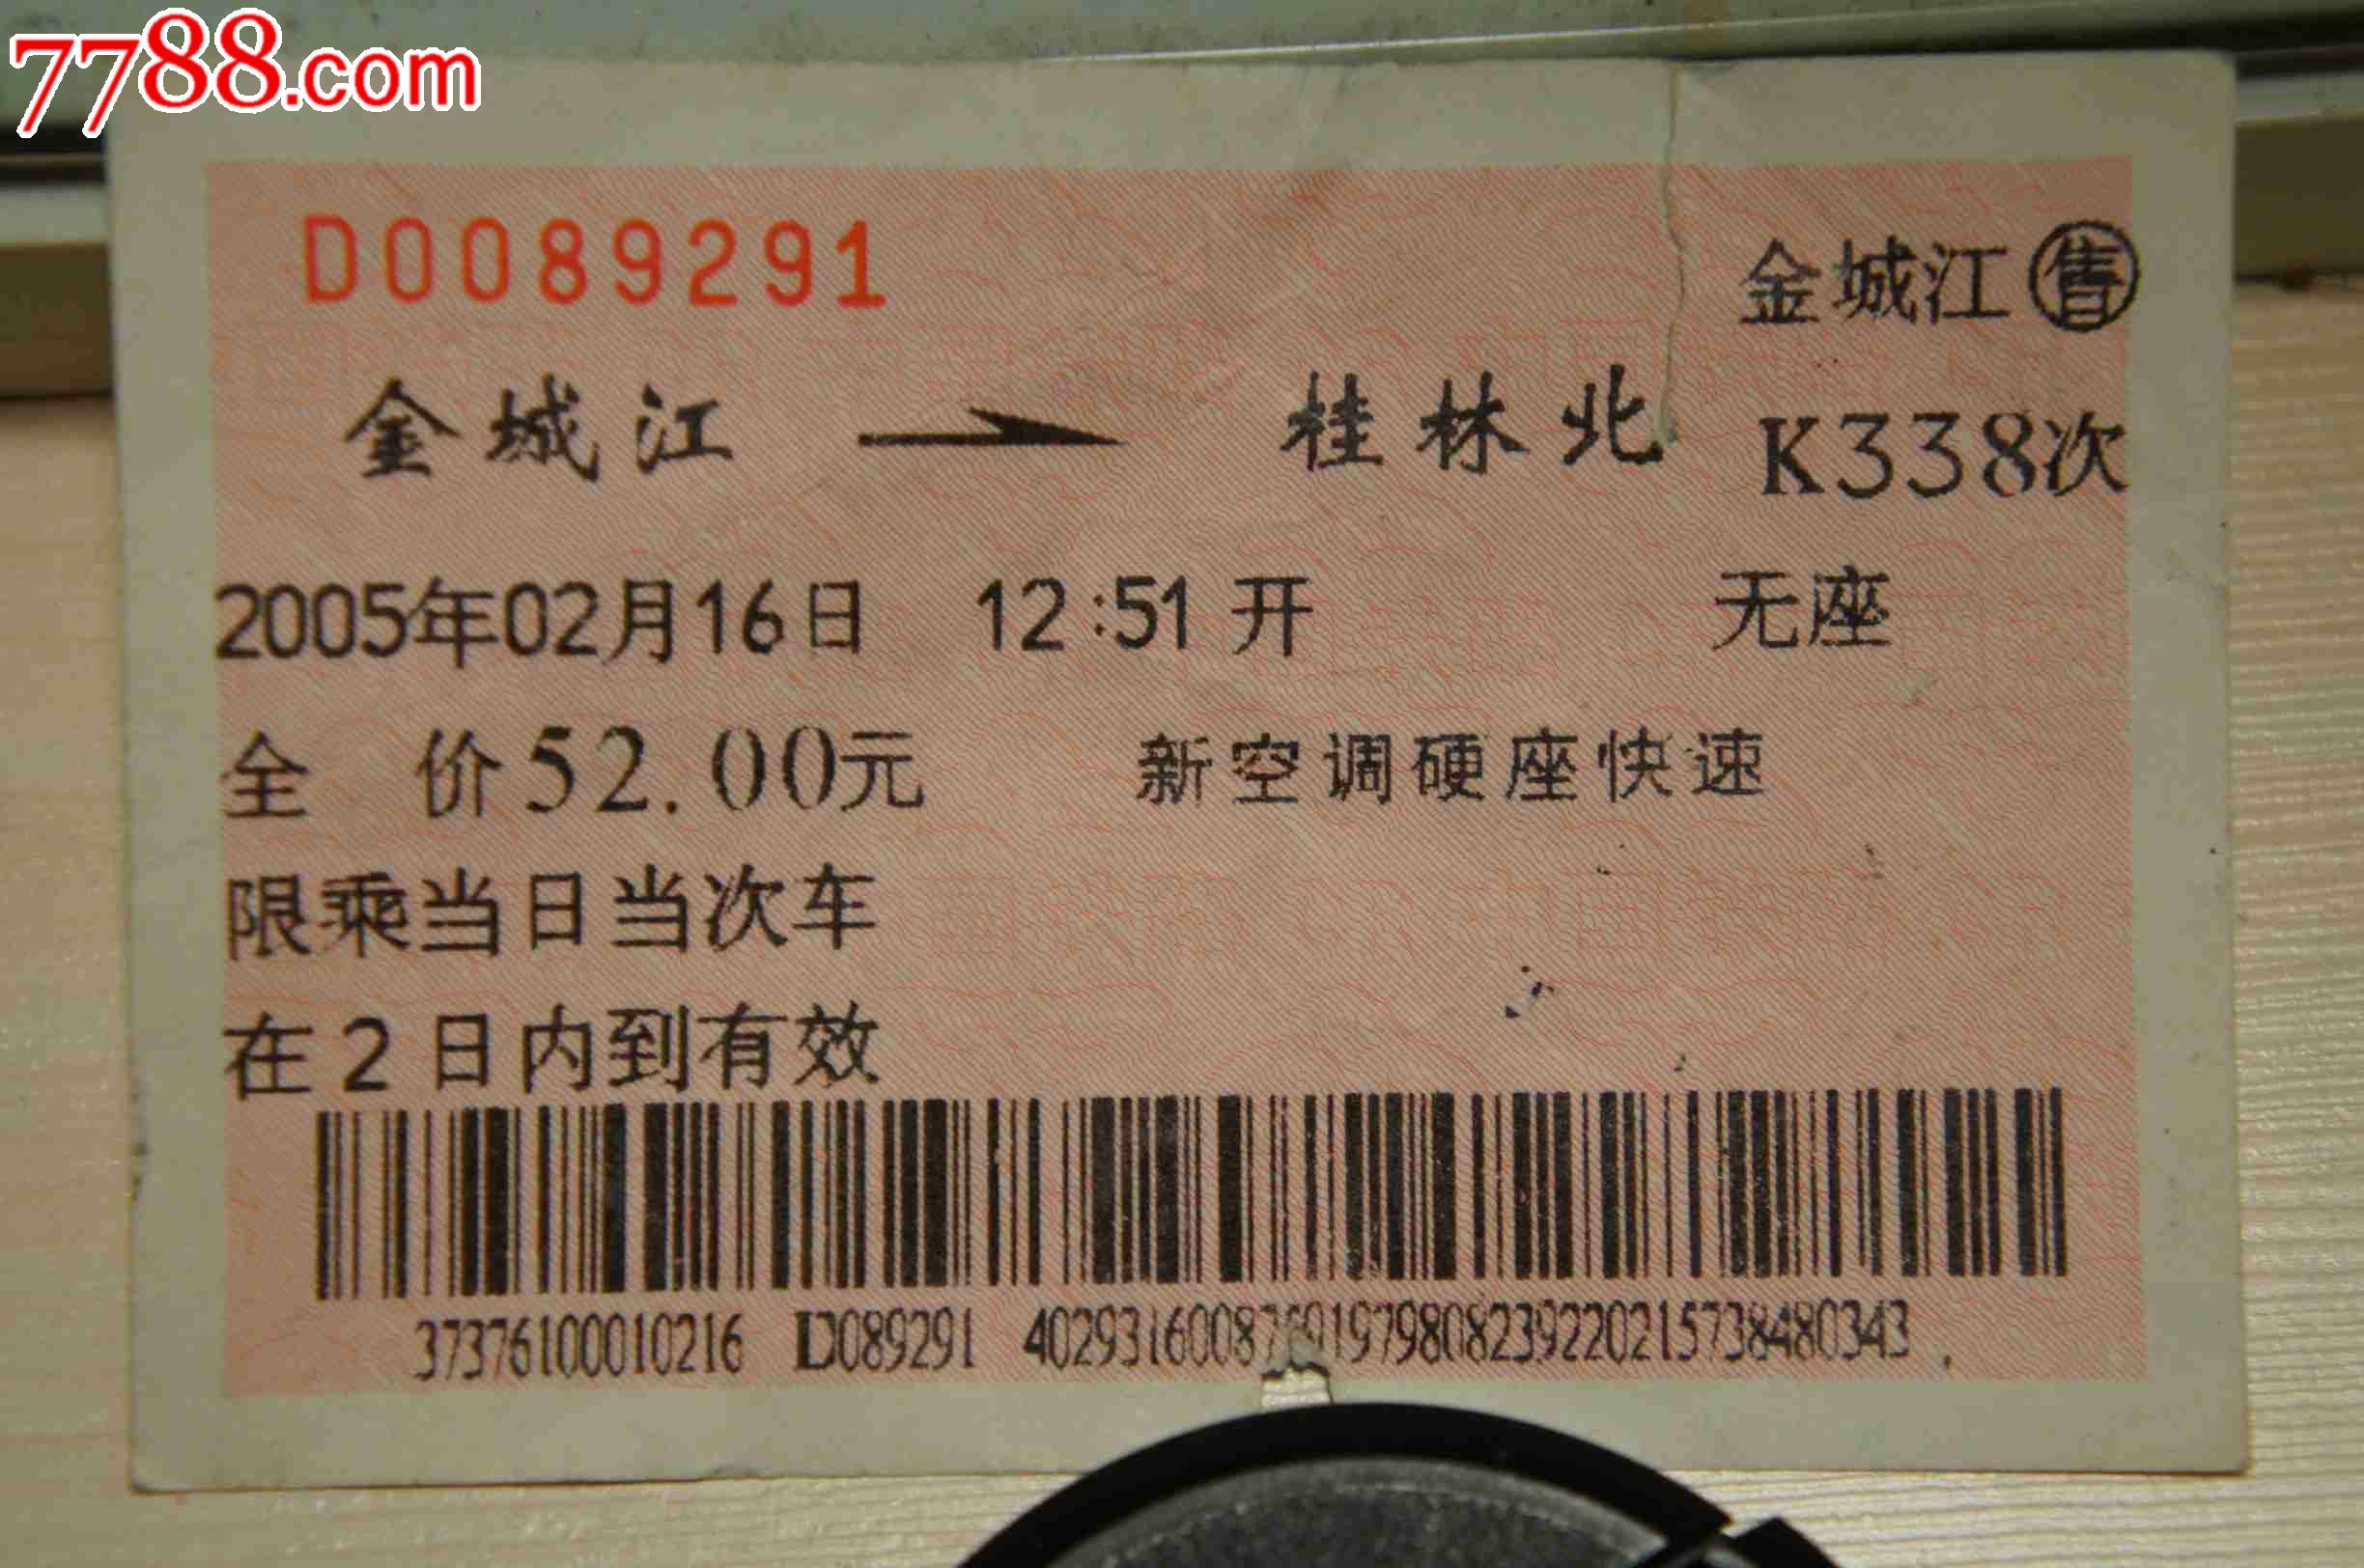 7788.com
D0089291
金城江㊝售
金城江 → 桂林北 K338次
2005年02月16日 12:51开 无座
全 价52.00元 新空调硬座快速
限乘当日当次车
在2日内到有效
37376100010216 D089291